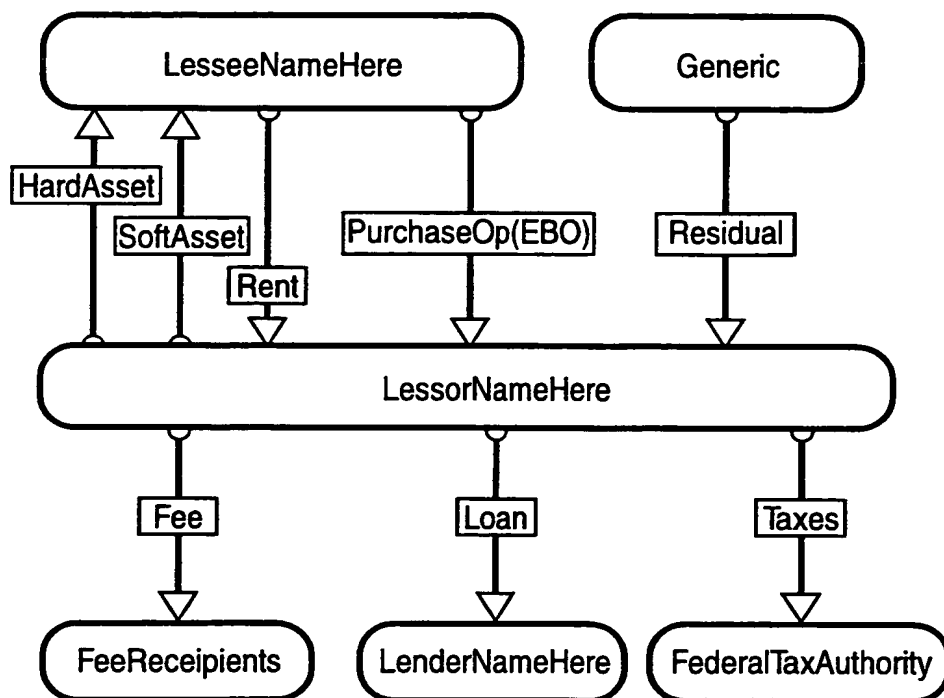 LesseeNameHere
Generic
HardAsset
SoftAsset
PurchaseOp(EBO)
Residual
Rent
LessorNameHere
Fee
Loan
Taxes
FeeReceipients
LenderNameHere
FederalTaxAuthority